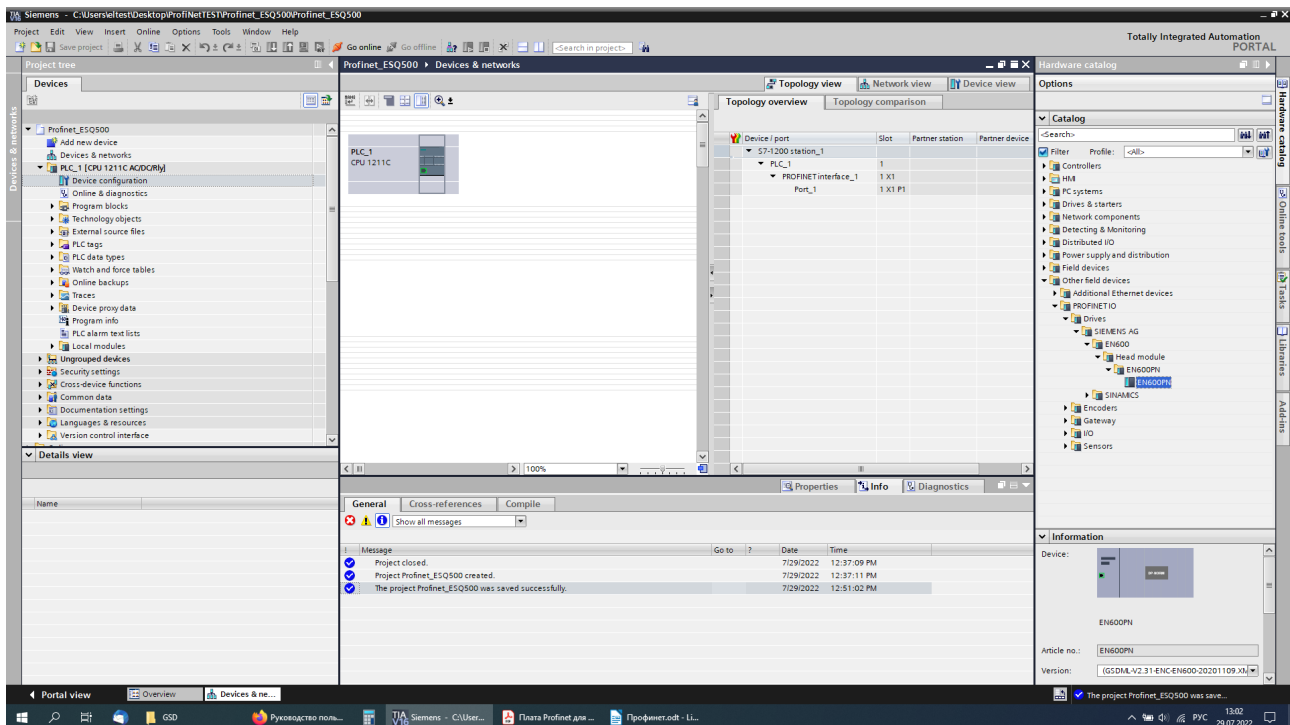 Siemens - C:\Users\eltest\Desktop\ProfiNetTEST\Profinet_ESQ500\Profinet_ESQ500
Project Edit View Insert Online Options Tools Window Help
Totally Integrated Automation
PORTAL
Save project
Go online
Go offline
<Search in project>
Project tree
Devices
Devices & networks
Profinet_ESQ500
Add new device
Devices & networks
PLC_1 [CPU 1211C AC/DC/Rly]
Device configuration
Online & diagnostics
Program blocks
Technology objects
External source files
PLC tags
PLC data types
Watch and force tables
Online backups
Traces
Device proxy data
Program info
PLC alarm text lists
Local modules
Ungrouped devices
Security settings
Cross-device functions
Common data
Documentation settings
Languages & resources
Version control interface
Details view
Name
Profinet_ESQ500 Devices & networks
Topology view
Network view
Device view
PLC_1
CPU 1211C
100%
Topology overview
Topology comparison
Device / port Slot Partner station Partner device
S7-1200 station_1
PLC_1 1
PROFINET interface_1 1 X1
Port_1 1 X1 P1
Properties
Info
Diagnostics
General
Cross-references
Compile
Show all messages
! Message Go to ? Date Time
Project closed. 7/29/2022 12:37:09 PM
Project Profinet_ESQ500 created. 7/29/2022 12:37:11 PM
The project Profinet_ESQ500 was saved successfully. 7/29/2022 12:51:02 PM
Hardware catalog
Options
Catalog
<Search>
Filter Profile: <All>
Controllers
HMI
PC systems
Drives & starters
Network components
Detecting & Monitoring
Distributed I/O
Power supply and distribution
Field devices
Other field devices
Additional Ethernet devices
PROFINET IO
Drives
SIEMENS AG
EN600
Head module
EN600PN
EN600PN
SINAMICS
Encoders
Gateway
I/O
Sensors
Information
Device:
EN600PN
Article no.: EN600PN
Version: (GSDML-V2.31-ENC-EN600-20201109.XM
Hardware catalog
Online tools
Tasks
Libraries
Add-ins
Portal view
Overview
Devices & ne...
The project Profinet_ESQ500 was save...
GSD
Руководство поль...
Siemens - C:\User...
Плата Profinet для ...
Профинет.odt - Li...
РУС
13:02
29.07.2022